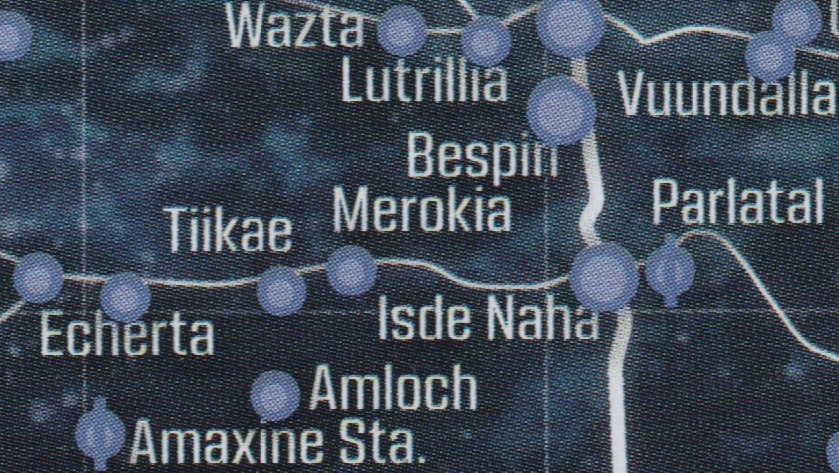 Wazta
Lutrillia
Vuundalla
Bespin
Parlatal
Merokia
Tiikae
Isde Naha
Echerta
Amloch
Amaxine Sta.